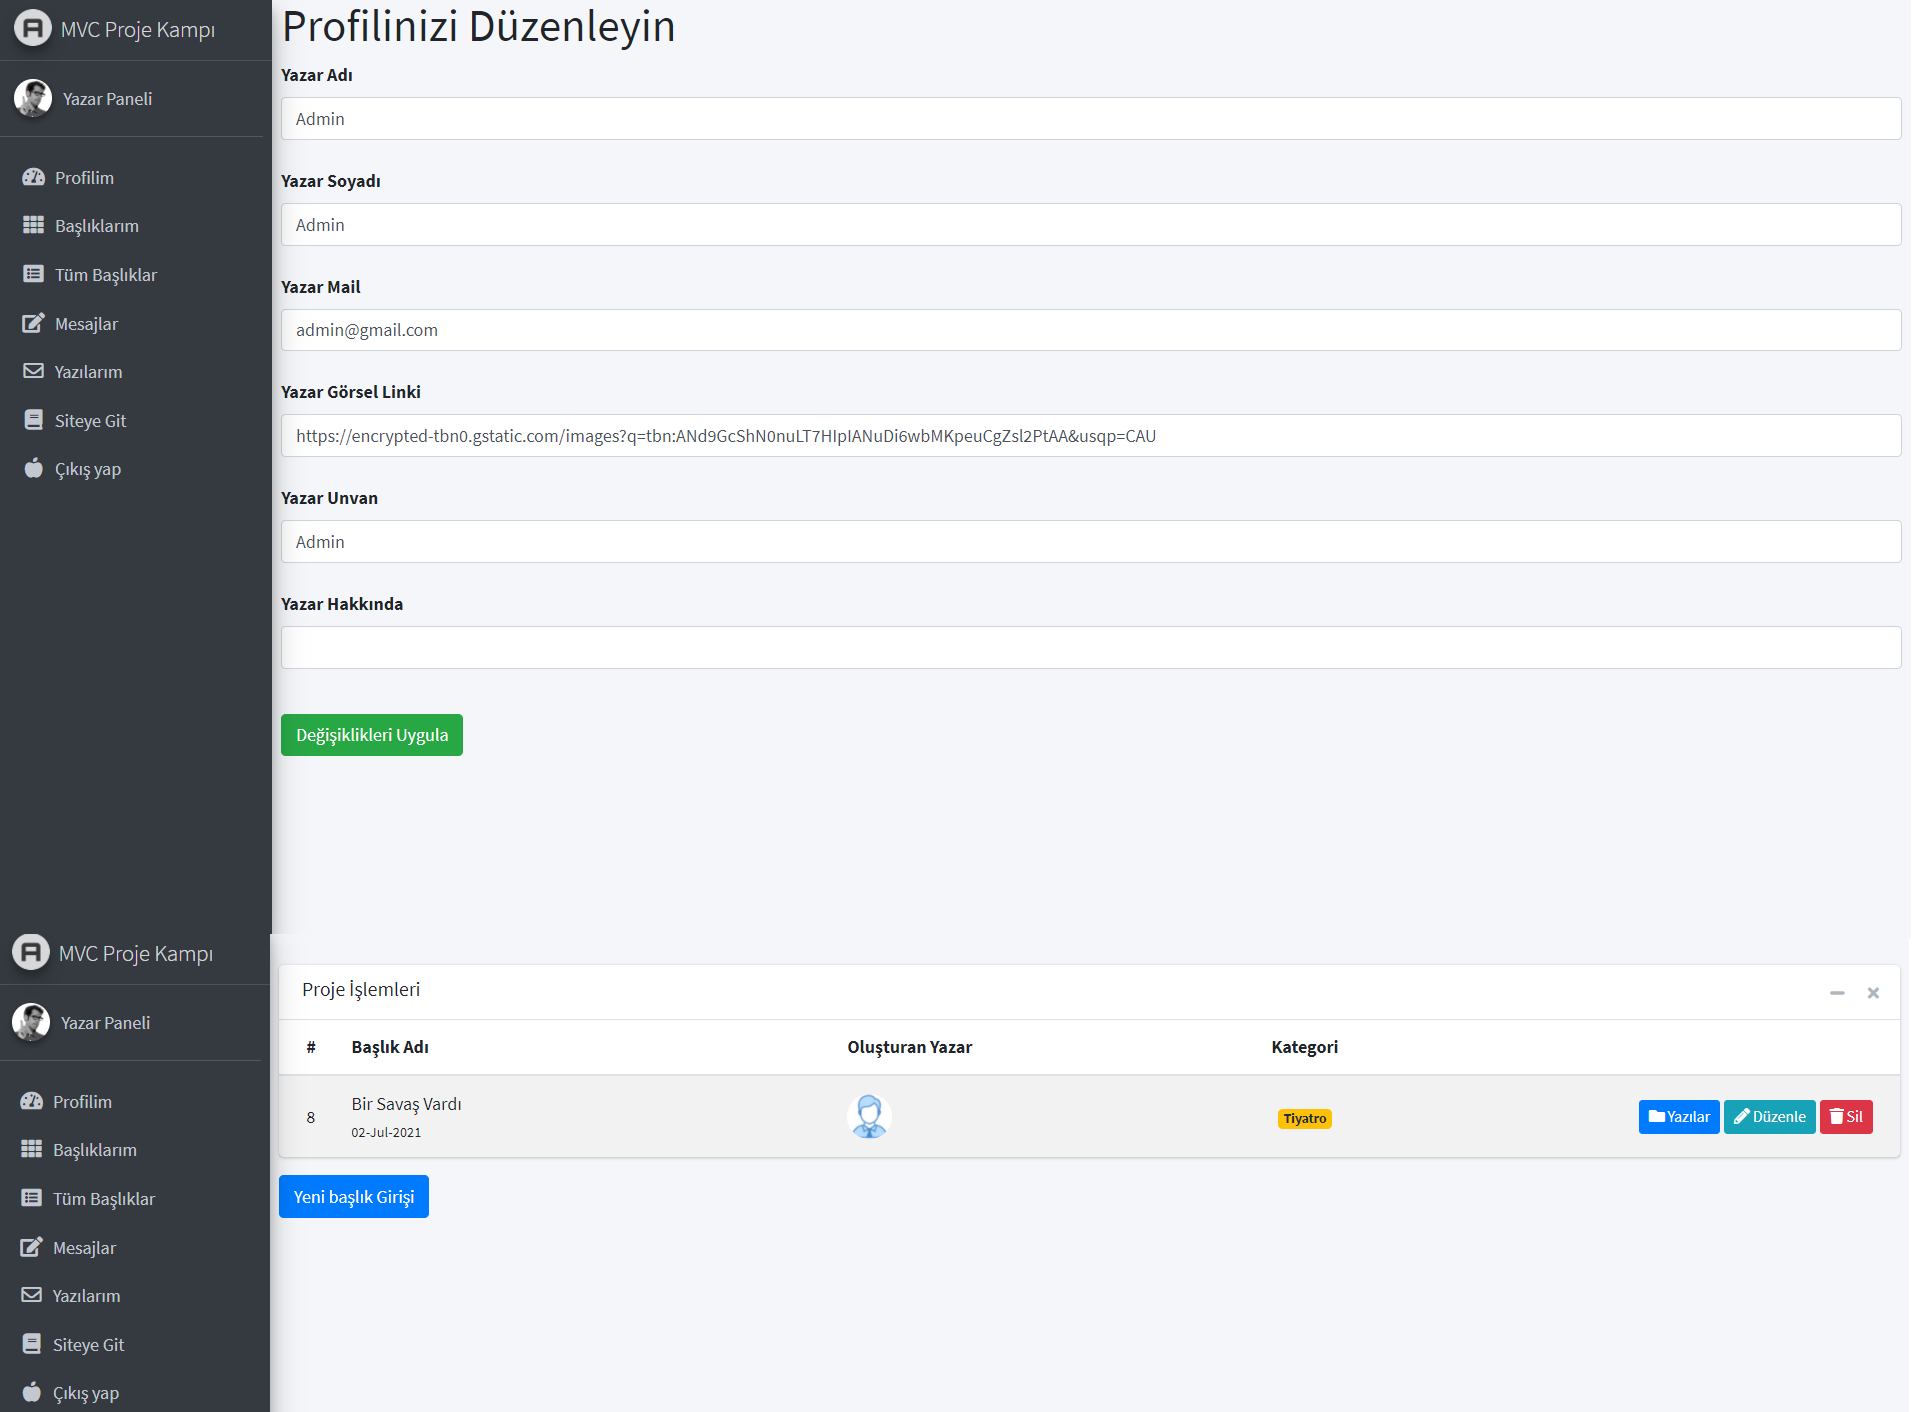 MVC Proje Kampı
Yazar Paneli
Profilim
Başlıklarım
Tüm Başlıklar
Mesajlar
Yazılarım
Siteye Git
Çıkış yap
Profilinizi Düzenleyin
Yazar Adı
Admin
Yazar Soyadı
Admin
Yazar Mail
admin@gmail.com
Yazar Görsel Linki
https://encrypted-tbn0.gstatic.com/images?q=tbn:ANd9GcShN0nuLT7HIpIANuDi6wbMKpeuCgZsl2PtAA&usqp=CAU
Yazar Unvan
Admin
Yazar Hakkında
Değişiklikleri Uygula
MVC Proje Kampı
Yazar Paneli
Profilim
Başlıklarım
Tüm Başlıklar
Mesajlar
Yazılarım
Siteye Git
Çıkış yap
Proje İşlemleri
# Başlık Adı Oluşturan Yazar Kategori
8 Bir Savaş Vardı Tiyatro Yazılar Düzenle Sil
02-Jul-2021
Yeni başlık Girişi